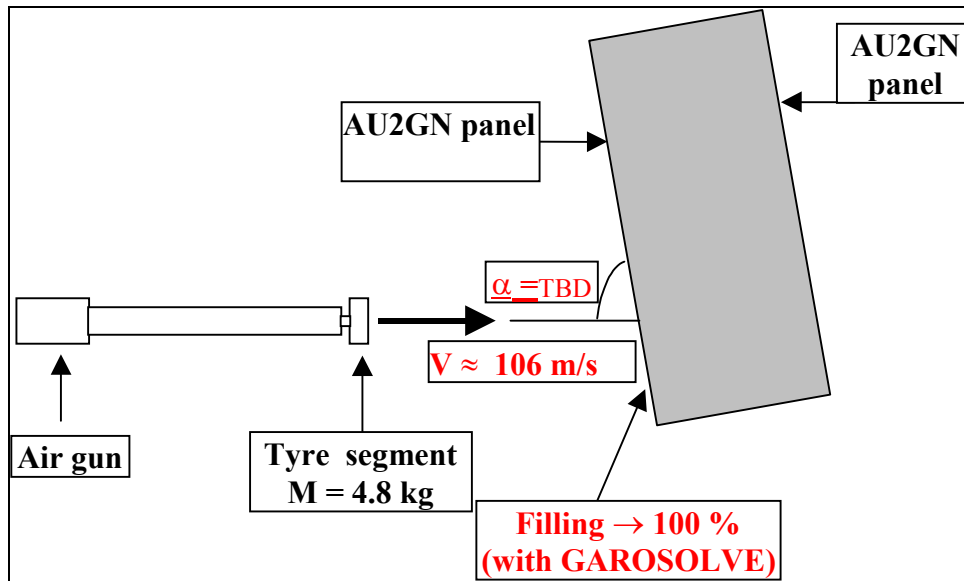 AU2GN
panel
AU2GN panel
α =TBD
V ≈ 106 m/s
Air gun
Tyre segment
M = 4.8 kg
Filling → 100 %
(with GAROSOLVE)